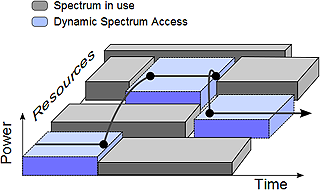 Spectrum in use
Dynamic Spectrum Access
Resources
Power
Time